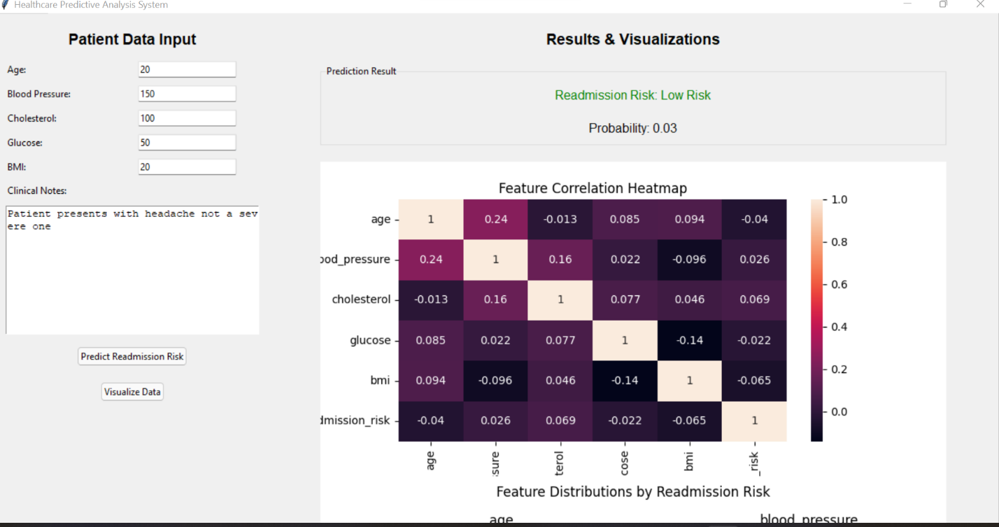 Healthcare Predictive Analysis System
Patient Data Input
Age:
20
Blood Pressure:
150
Cholesterol:
100
Glucose:
50
BMI:
20
Clinical Notes:
Patient presents with headache not a sev
ere one
Predict Readmission Risk
Visualize Data
Results & Visualizations
Prediction Result
Readmission Risk: Low Risk
Probability: 0.03
Feature Correlation Heatmap
age 1 0.24 -0.013 0.085 0.094 -0.04
ood_pressure 0.24 1 0.16 0.022 -0.096 0.026
cholesterol -0.013 0.16 1 0.077 0.046 0.069
glucose 0.085 0.022 0.077 1 -0.14 -0.022
bmi 0.094 -0.096 0.046 -0.14 1 -0.065
dmission_risk -0.04 0.026 0.069 -0.022 -0.065 1
age sure terol cose bmi _risk
1.0
0.8
0.6
0.4
0.2
0.0
Feature Distributions by Readmission Risk
age blood_pressure